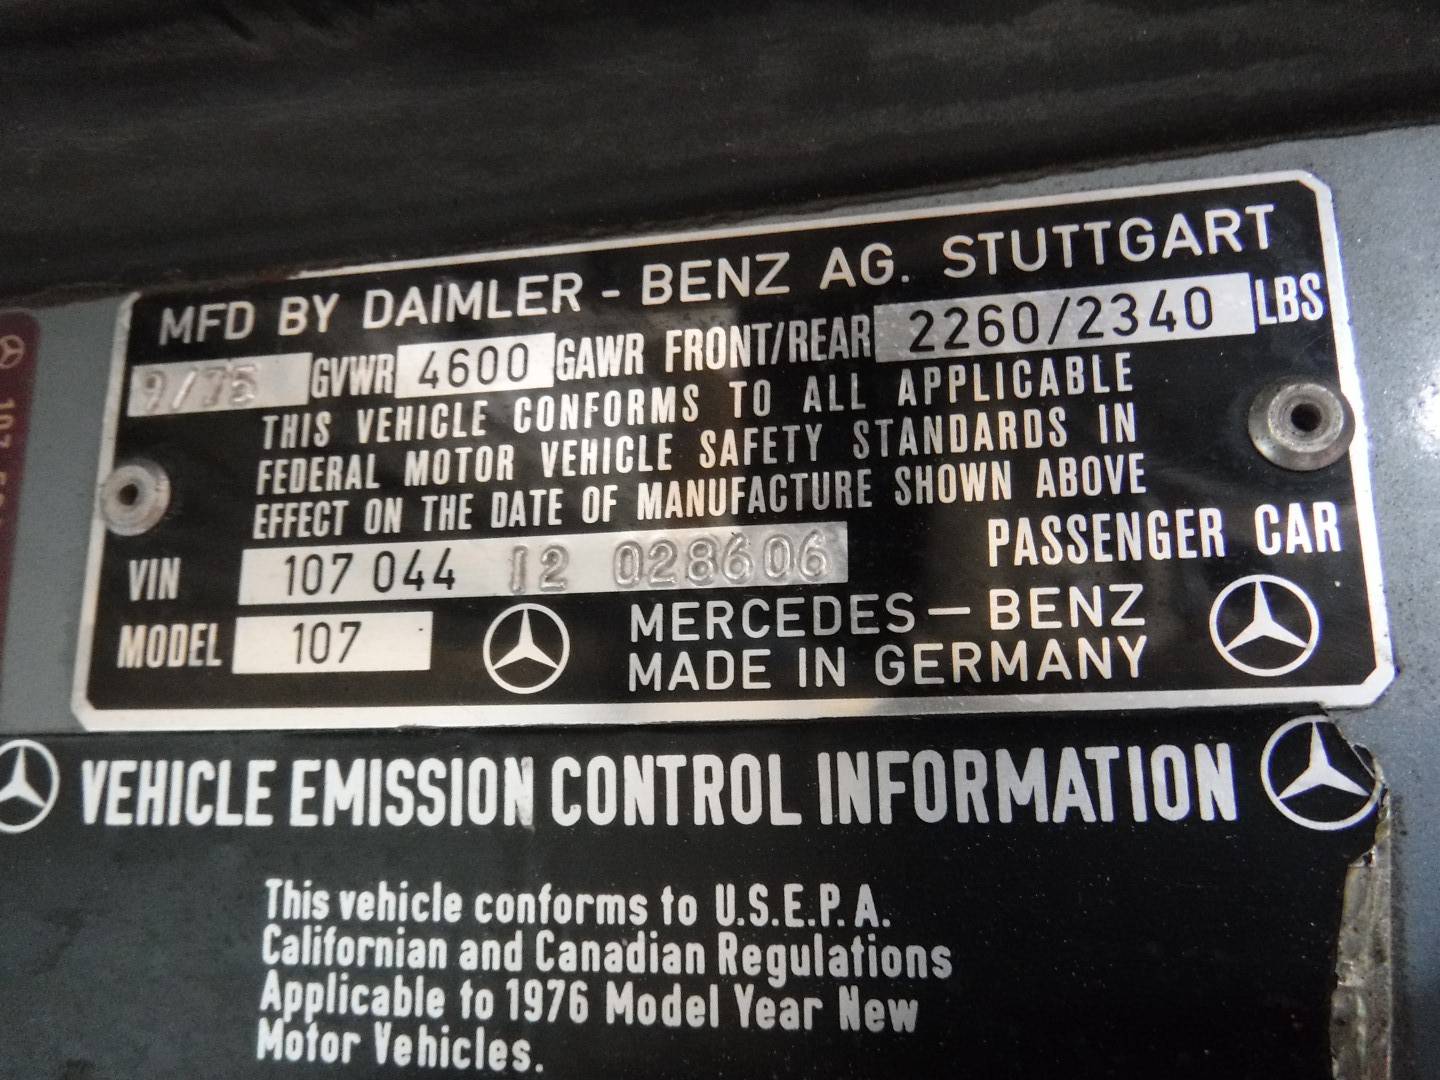 MFD BY DAIMLER - BENZ AG. STUTTGART
9/75 GVWR 4600 GAWR FRONT/REAR 2260/2340 LBS
THIS VEHICLE CONFORMS TO ALL APPLICABLE
FEDERAL MOTOR VEHICLE SAFETY STANDARDS IN
EFFECT ON THE DATE OF MANUFACTURE SHOWN ABOVE
VIN 107 044 12 028606 PASSENGER CAR
MODEL 107 MERCEDES-BENZ
MADE IN GERMANY
VEHICLE EMISSION CONTROL INFORMATION
This vehicle conforms to U.S.E.P.A.
Californian and Canadian Regulations
Applicable to 1976 Model Year New
Motor Vehicles.